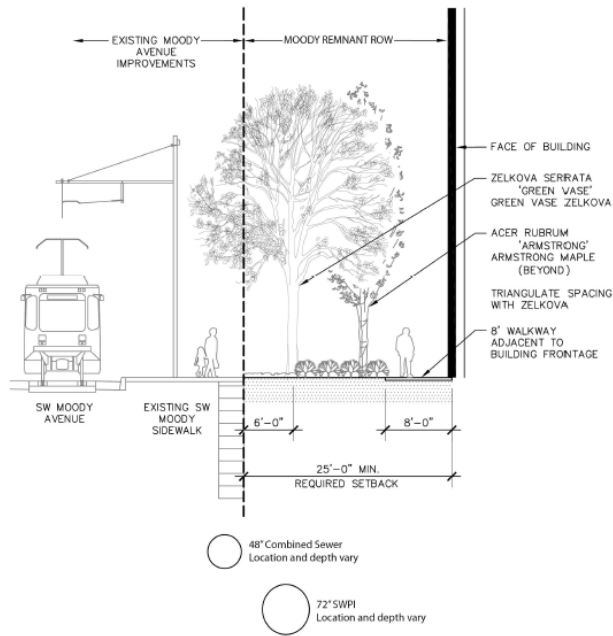 EXISTING MOODY
AVENUE
IMPROVEMENTS
MOODY REMNANT ROW
FACE OF BUILDING
ZELKOVA SERRATA
'GREEN VASE'
GREEN VASE ZELKOVA
ACER RUBRUM
'ARMSTRONG'
ARMSTRONG MAPLE
(BEYOND)
TRIANGULATE SPACING
WITH ZELKOVA
8' WALKWAY
ADJACENT TO
BUILDING FRONTAGE
SW MOODY
AVENUE
EXISTING SW
MOODY
SIDEWALK
6'-0"
8'-0"
25'-0" MIN.
REQUIRED SETBACK
48" Combined Sewer
Location and depth vary
72" SWPI
Location and depth vary